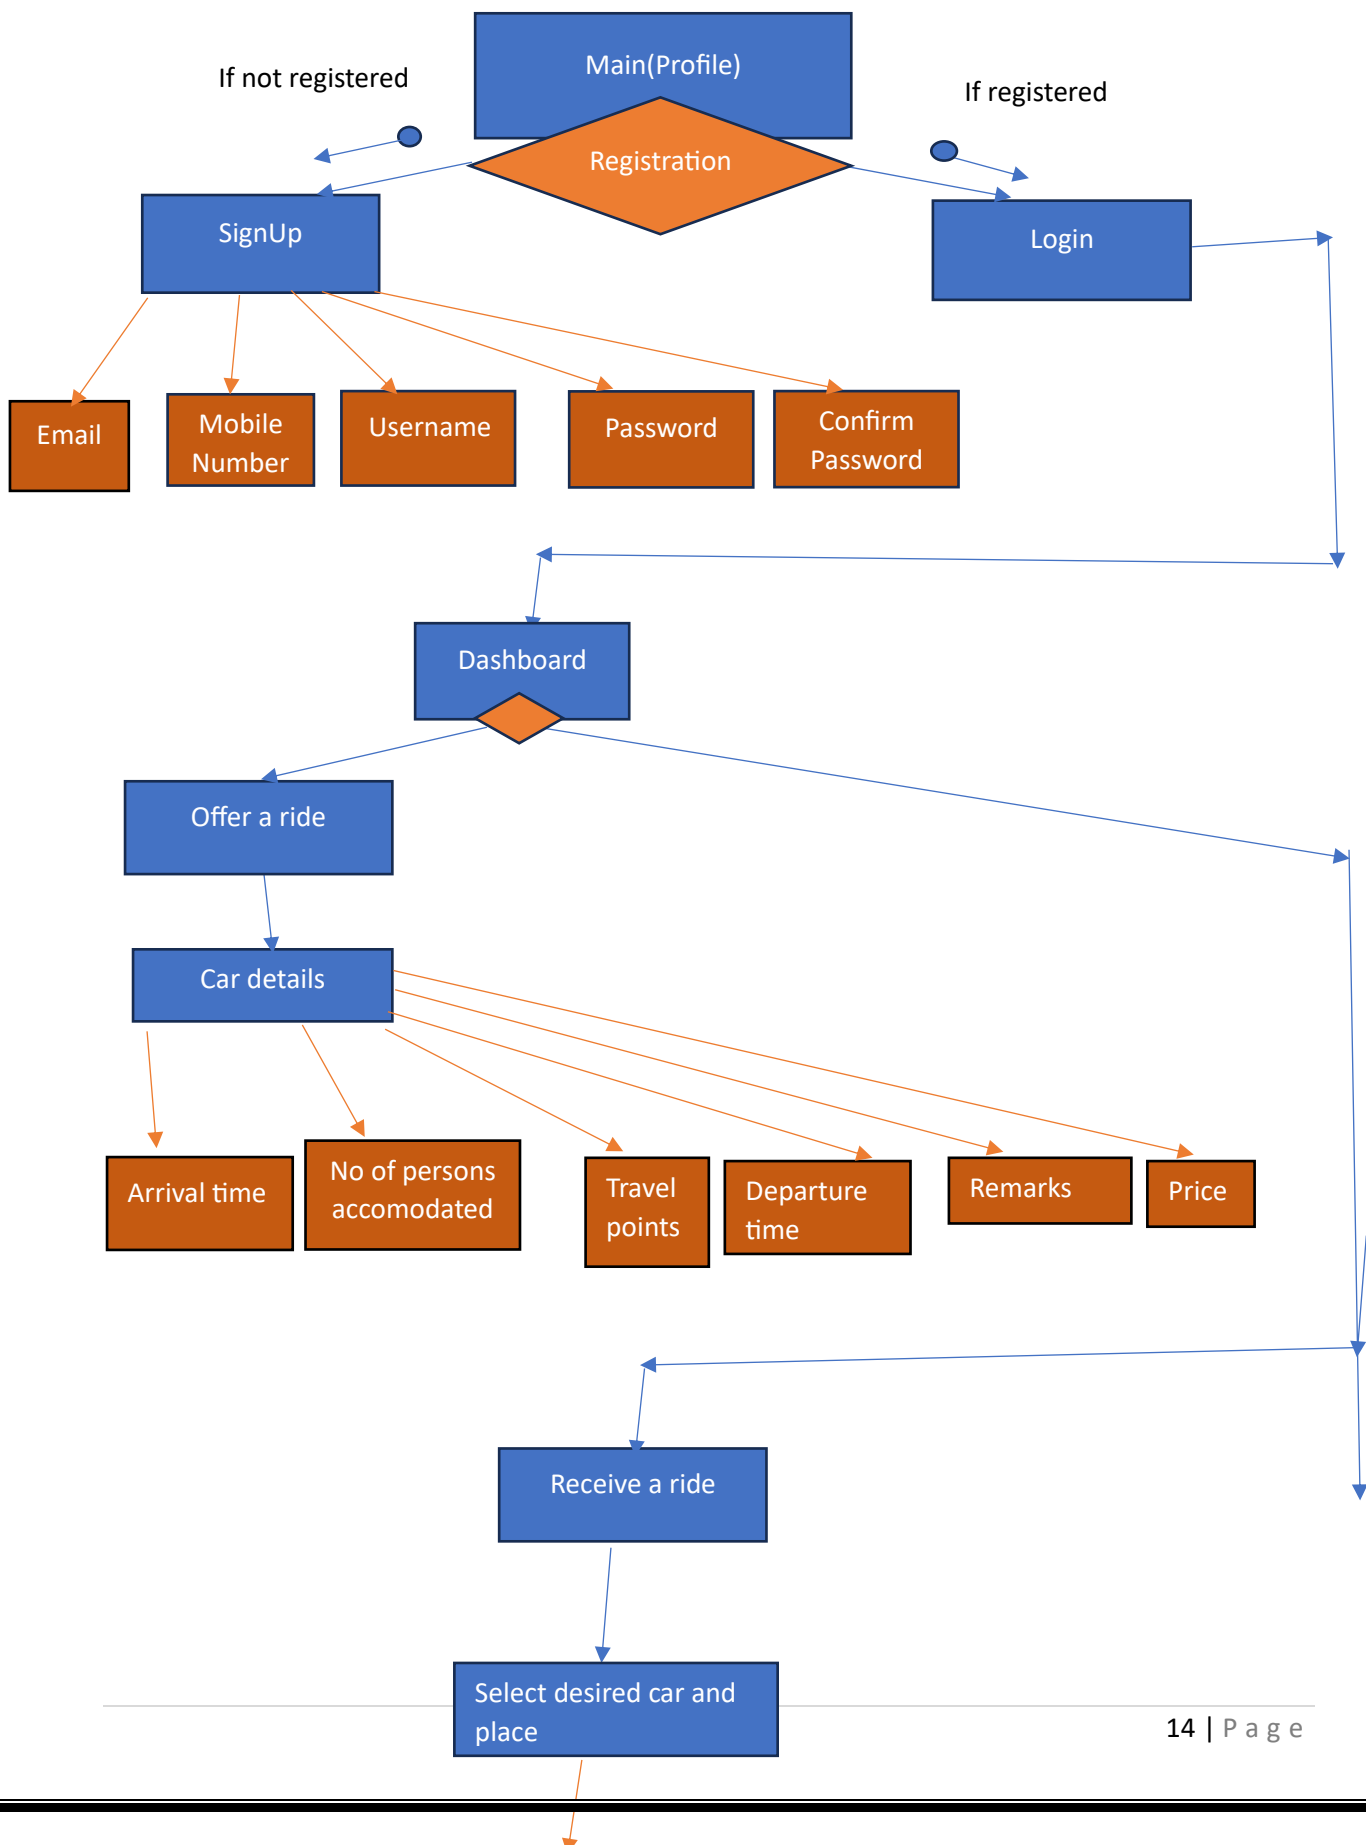 Main(Profile)
If not registered
If registered
Registration
SignUp
Login
Email
Mobile
Number
Username
Password
Confirm
Password
Dashboard
Offer a ride
Car details
Arrival time
No of persons
accomodated
Travel
points
Departure
time
Remarks
Price
Receive a ride
Select desired car and
place
14 | P a g e